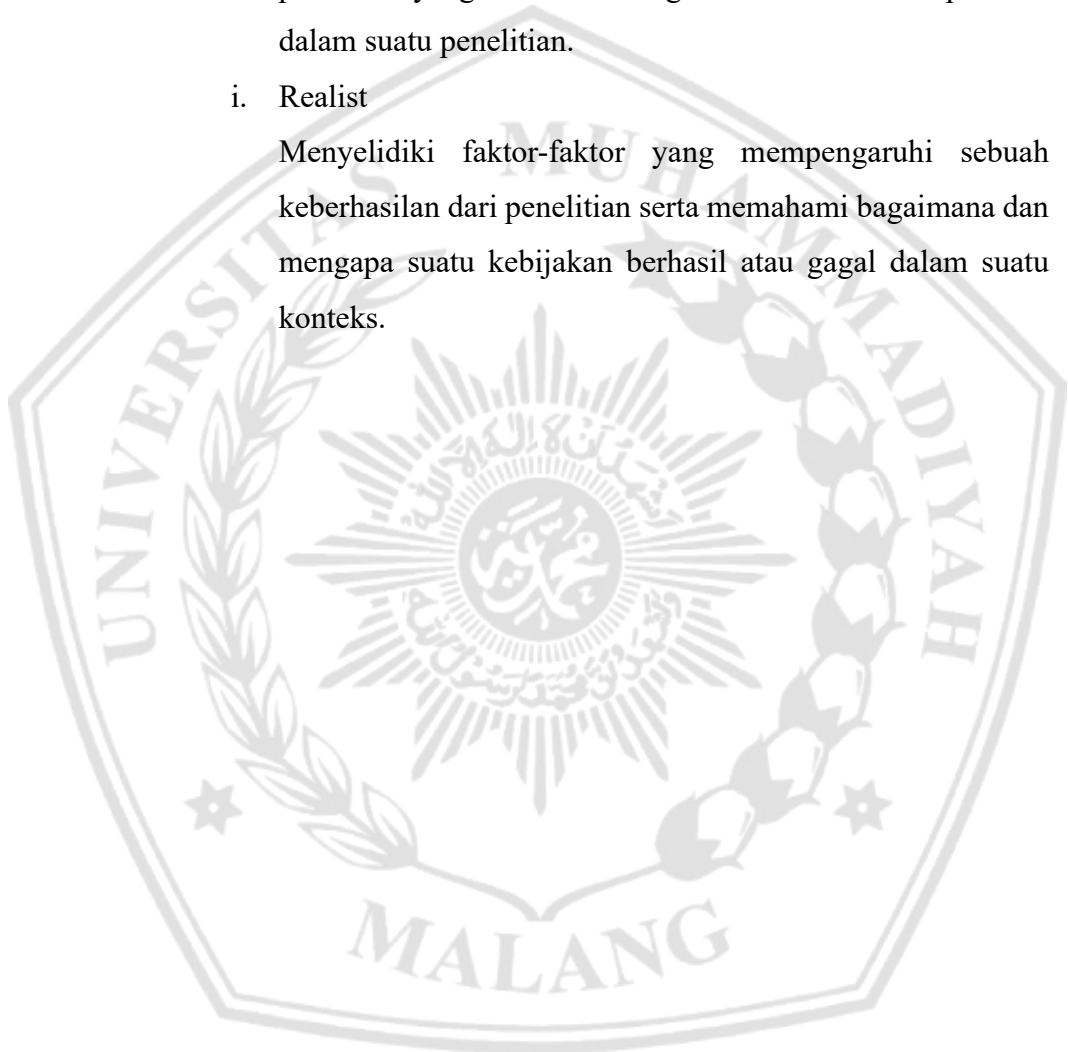 dalam suatu penelitian.
i. Realist
Menyelidiki faktor-faktor yang mempengaruhi sebuah
keberhasilan dari penelitian serta memahami bagaimana dan
mengapa suatu kebijakan berhasil atau gagal dalam suatu
konteks.
UNIVERSITAS MUHAMMADIYAH
MALANG